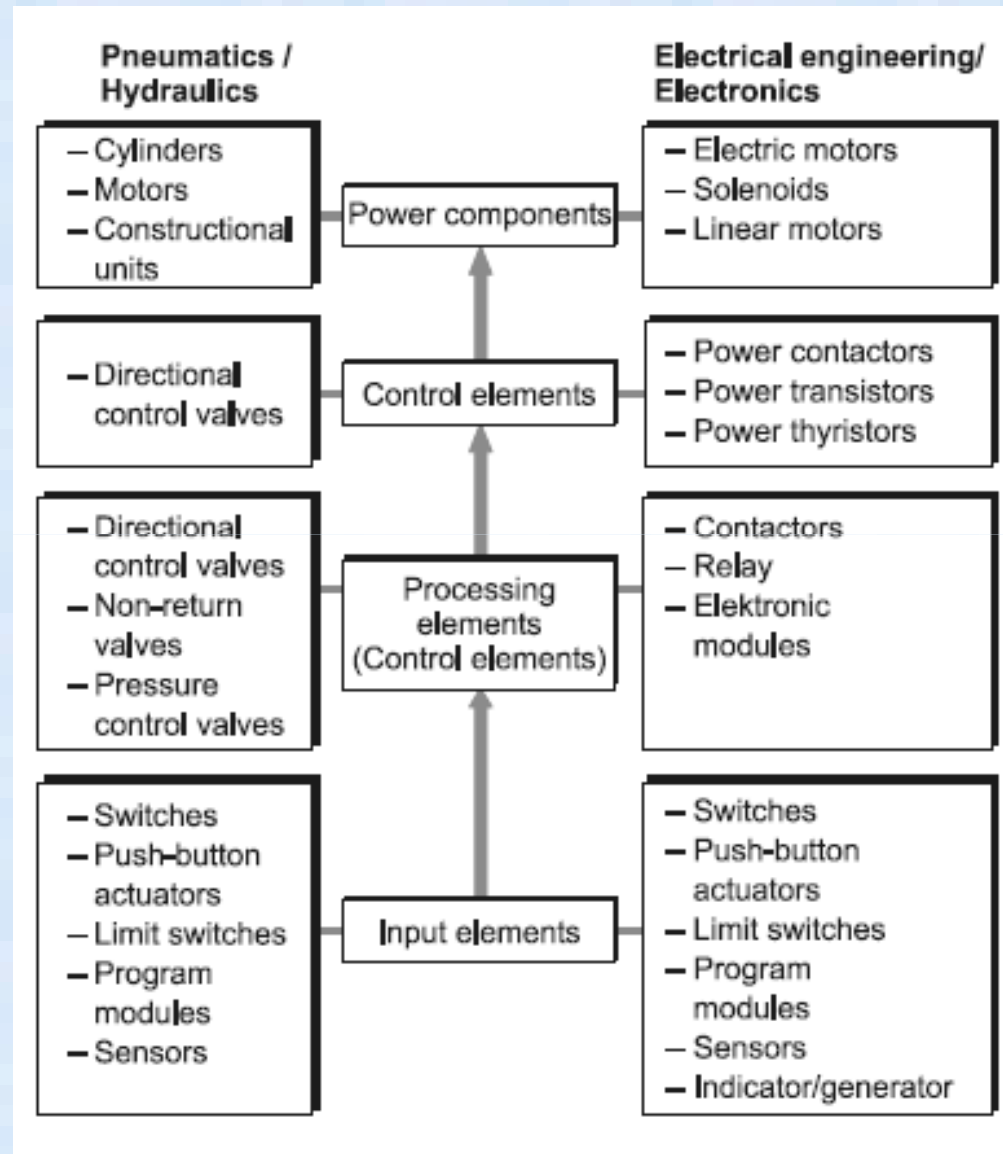 Pneumatics /
Hydraulics
– Cylinders
– Motors
– Constructional
units
– Directional
control valves
– Directional
control valves
– Non-return
valves
– Pressure
control valves
– Switches
– Push-button
actuators
– Limit switches
– Program
modules
– Sensors
Power components
Control elements
Processing
elements
(Control elements)
Input elements
Electrical engineering/
Electronics
– Electric motors
– Solenoids
– Linear motors
– Power contactors
– Power transistors
– Power thyristors
– Contactors
– Relay
– Elektronic
modules
– Switches
– Push-button
actuators
– Limit switches
– Program
modules
– Sensors
– Indicator/generator